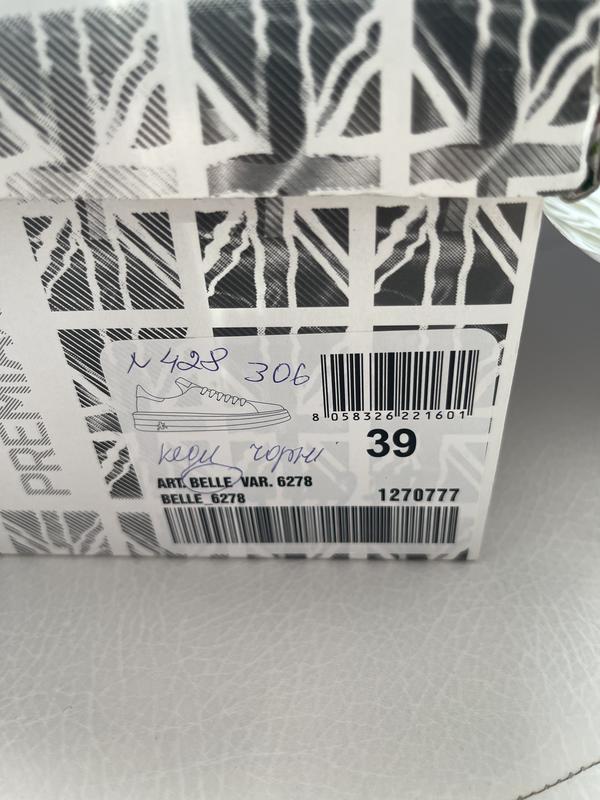 PREMIATA
N 428 306
8 058326 221601
39
кеди чорні
ART. BELLE VAR. 6278
BELLE_6278
1270777